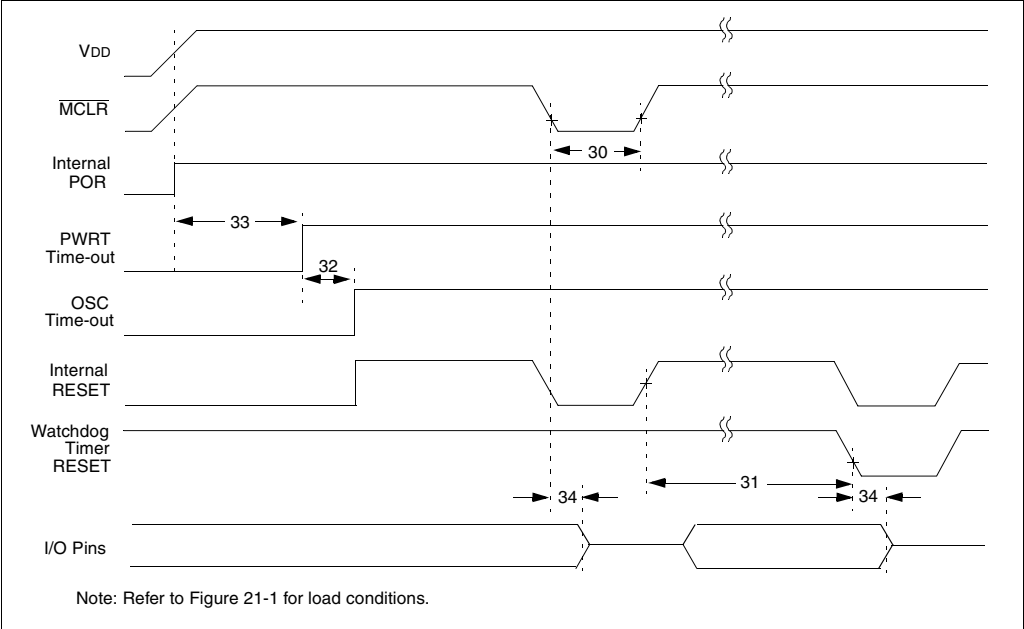 VDD
MCLR
30
Internal
POR
33
PWRT
Time-out
32
OSC
Time-out
Internal
RESET
Watchdog
Timer
RESET
31
34
34
I/O Pins
Note: Refer to Figure 21-1 for load conditions.